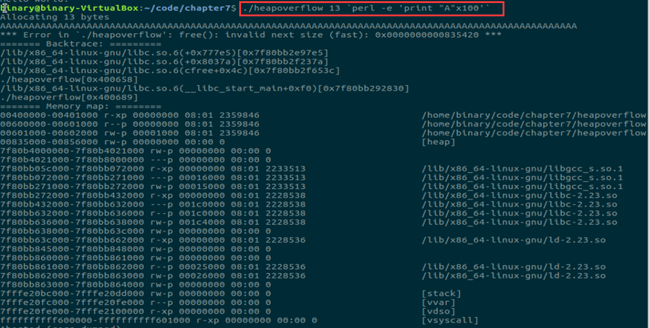 Hello world!
binary@binary-VirtualBox:~/code/chapter7$ ./heapoverflow 13 `perl -e 'print "A"x100'`
Allocating 13 bytes
AAAAAAAAAAAAAAAAAAAAAAAAAAAAAAAAAAAAAAAAAAAAAAAAAAAAAAAAAAAAAAAAAAAAAAAAAAAAAAAAAAAAAAAAAAAAAAAAAAAA
*** Error in `./heapoverflow': free(): invalid next size (fast): 0x0000000000835420 ***
======= Backtrace: =========
/lib/x86_64-linux-gnu/libc.so.6(+0x777e5)[0x7f80bb2e97e5]
/lib/x86_64-linux-gnu/libc.so.6(+0x8037a)[0x7f80bb2f237a]
/lib/x86_64-linux-gnu/libc.so.6(cfree+0x4c)[0x7f80bb2f653c]
./heapoverflow[0x400658]
/lib/x86_64-linux-gnu/libc.so.6(__libc_start_main+0xf0)[0x7f80bb292830]
./heapoverflow[0x400689]
======= Memory map: ========
00400000-00401000 r-xp 00000000 08:01 2359846 /home/binary/code/chapter7/heapoverflow
00600000-00601000 r--p 00000000 08:01 2359846 /home/binary/code/chapter7/heapoverflow
00601000-00602000 rw-p 00001000 08:01 2359846 /home/binary/code/chapter7/heapoverflow
00835000-00856000 rw-p 00000000 00:00 0 [heap]
7f80b4000000-7f80b4021000 rw-p 00000000 00:00 0
7f80b4021000-7f80b8000000 ---p 00000000 00:00 0
7f80bb05c000-7f80bb072000 r-xp 00000000 08:01 2233513 /lib/x86_64-linux-gnu/libgcc_s.so.1
7f80bb072000-7f80bb271000 ---p 00016000 08:01 2233513 /lib/x86_64-linux-gnu/libgcc_s.so.1
7f80bb271000-7f80bb272000 rw-p 00015000 08:01 2233513 /lib/x86_64-linux-gnu/libgcc_s.so.1
7f80bb272000-7f80bb432000 r-xp 00000000 08:01 2228538 /lib/x86_64-linux-gnu/libc-2.23.so
7f80bb432000-7f80bb632000 ---p 001c0000 08:01 2228538 /lib/x86_64-linux-gnu/libc-2.23.so
7f80bb632000-7f80bb636000 r--p 001c0000 08:01 2228538 /lib/x86_64-linux-gnu/libc-2.23.so
7f80bb636000-7f80bb638000 rw-p 001c4000 08:01 2228538 /lib/x86_64-linux-gnu/libc-2.23.so
7f80bb638000-7f80bb63c000 rw-p 00000000 00:00 0
7f80bb63c000-7f80bb662000 r-xp 00000000 08:01 2228536 /lib/x86_64-linux-gnu/ld-2.23.so
7f80bb845000-7f80bb848000 rw-p 00000000 00:00 0
7f80bb860000-7f80bb861000 rw-p 00000000 00:00 0
7f80bb861000-7f80bb862000 r--p 00025000 08:01 2228536 /lib/x86_64-linux-gnu/ld-2.23.so
7f80bb862000-7f80bb863000 rw-p 00026000 08:01 2228536 /lib/x86_64-linux-gnu/ld-2.23.so
7f80bb863000-7f80bb864000 rw-p 00000000 00:00 0
7ffe20fbc000-7ffe20fdd000 rw-p 00000000 00:00 0 [stack]
7ffe20fdc000-7ffe20fdf000 r--p 00000000 00:00 0 [vvar]
7ffe20fdf000-7ffe21000000 r-xp 00000000 00:00 0 [vdso]
ffffffffff600000-ffffffffff601000 r-xp 00000000 00:00 0 [vsyscall]